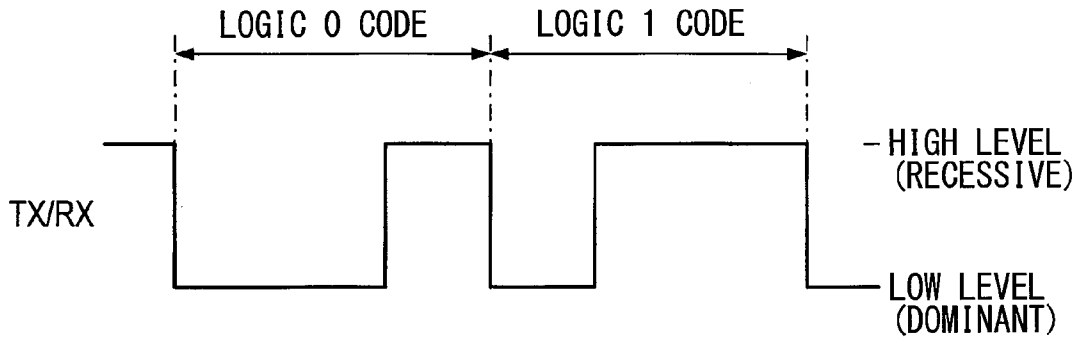 LOGIC 0 CODE
LOGIC 1 CODE
HIGH LEVEL
(RECESSIVE)
TX/RX
LOW LEVEL
(DOMINANT)